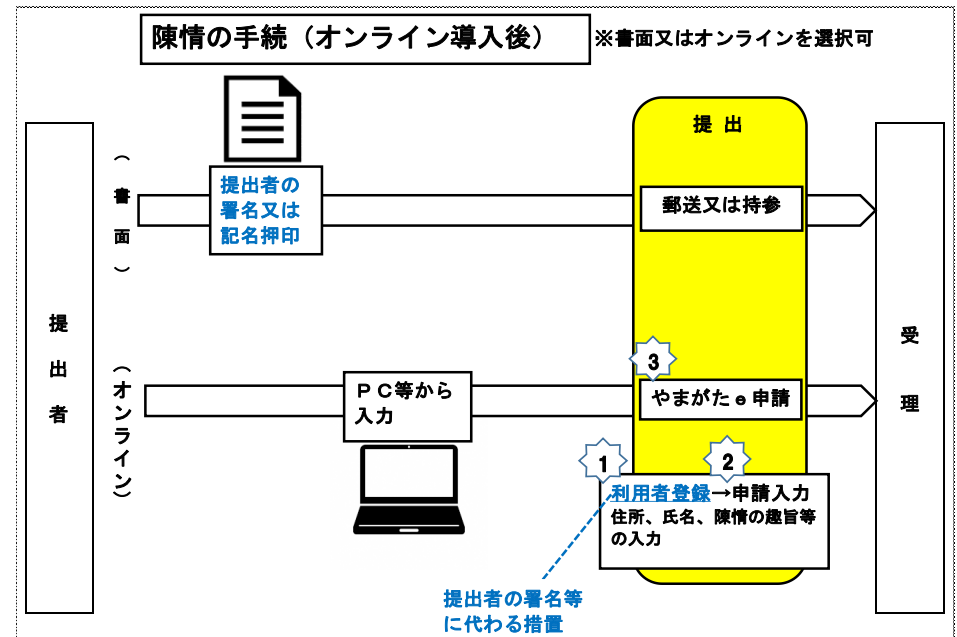 陳情の手続（オンライン導入後）
※書面又はオンラインを選択可
提出者
（書面）
提出者の
署名又は
記名押印
提出
郵送又は持参
受理
（オンライン）
ＰＣ等から
入力
3
やまがたｅ申請
1
2
利用者登録→申請入力
住所、氏名、陳情の趣旨等
の入力
提出者の署名等
に代わる措置